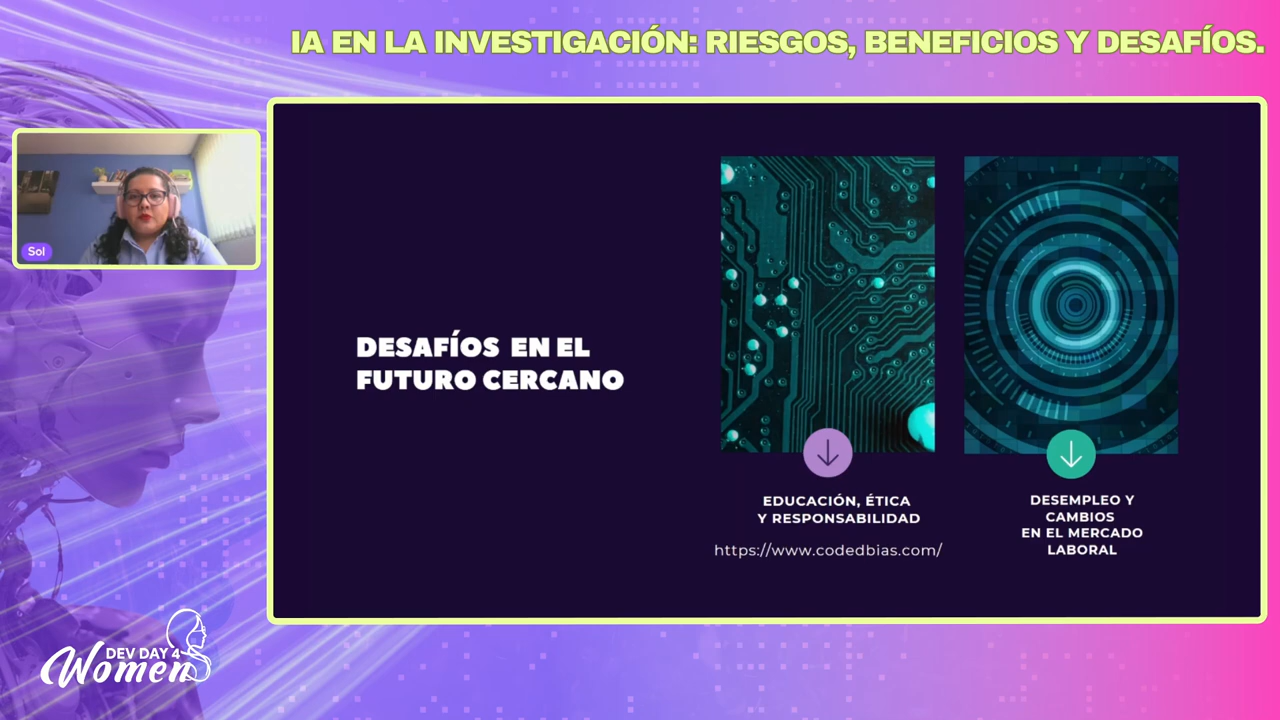 IA EN LA INVESTIGACIÓN: RIESGOS, BENEFICIOS Y DESAFÍOS.
Sol
DESAFÍOS EN EL
FUTURO CERCANO
EDUCACIÓN, ÉTICA
Y RESPONSABILIDAD
https://www.codedbias.com/
DESEMPLEO Y
CAMBIOS
EN EL MERCADO
LABORAL
DEV DAY 4
Women